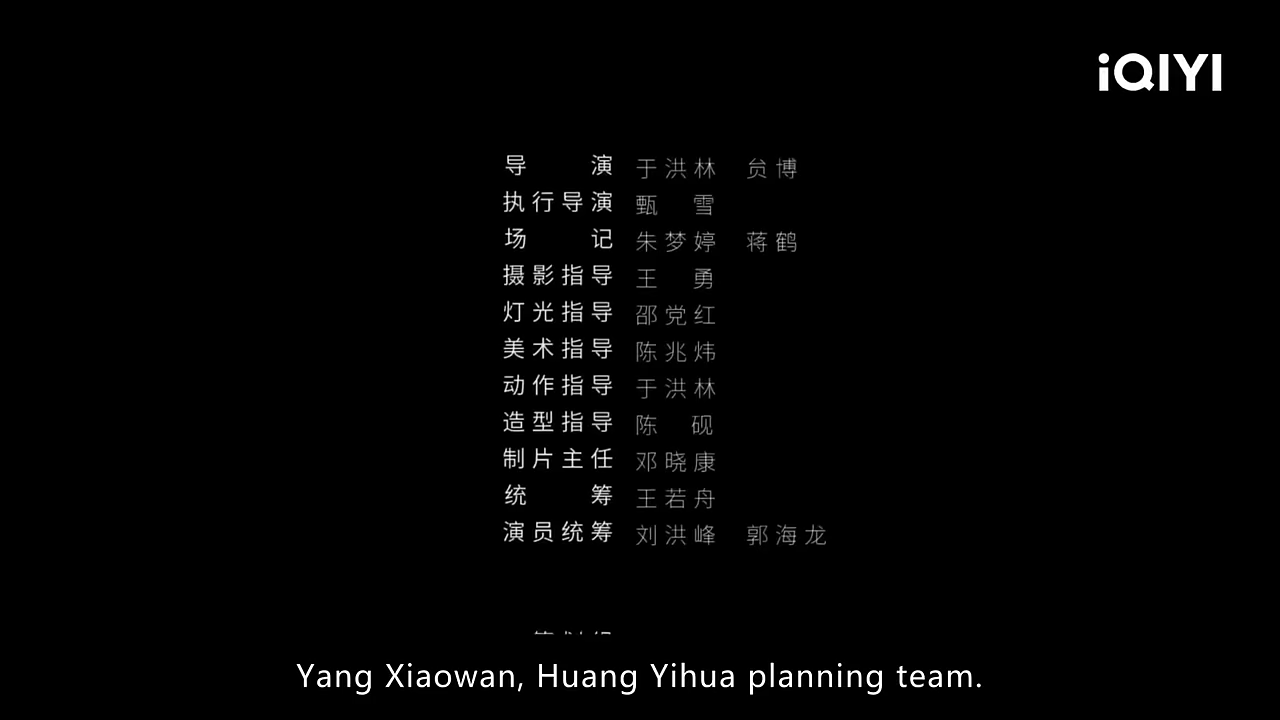 iQIYI
导演 于洪林 贠博
执行导演 甄雪
场记 朱梦婷 蒋鹤
摄影指导 王勇
灯光指导 邵党红
美术指导 陈兆炜
动作指导 于洪林
造型指导 陈砚
制片主任 邓晓康
统筹 王若舟
演员统筹 刘洪峰 郭海龙
Yang Xiaowan, Huang Yihua planning team.